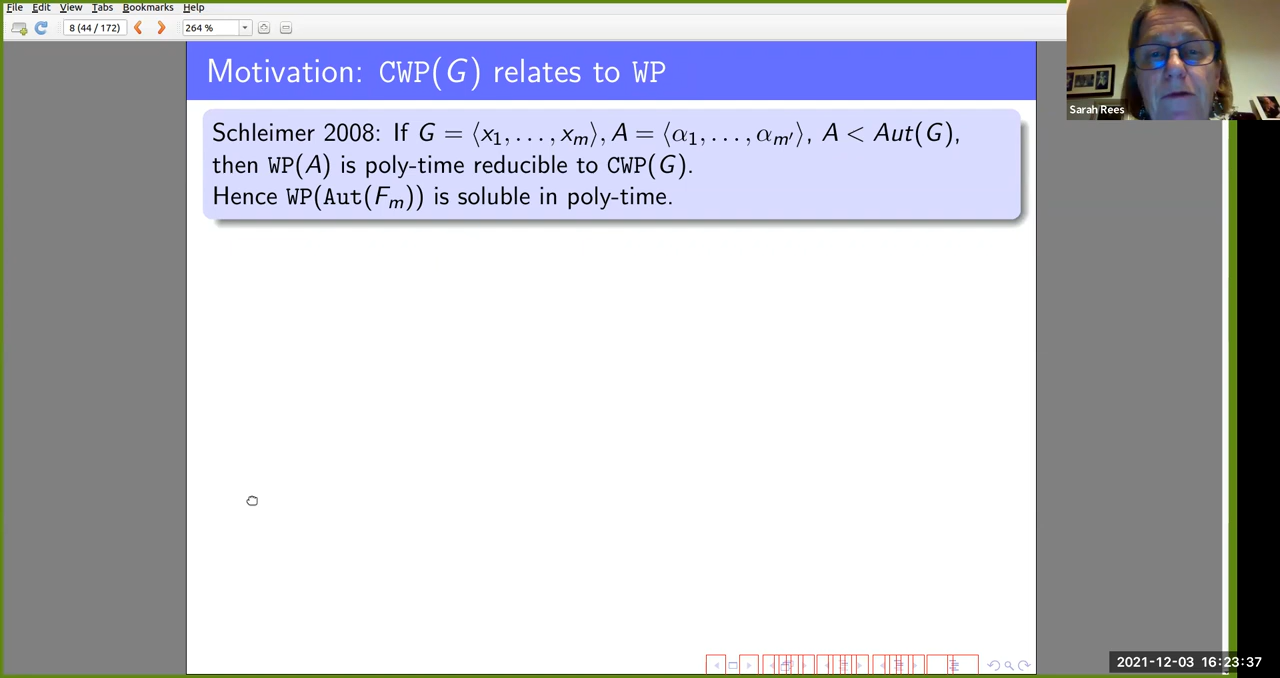 File Edit View Tabs Bookmarks Help
8 (44 / 172) 264 %
Motivation: CWP(G) relates to WP
Schleimer 2008: If G = ⟨x₁, . . . , xₘ⟩, A = ⟨α₁, . . . , αₘ′⟩, A < Aut(G),
then WP(A) is poly-time reducible to CWP(G).
Hence WP(Aut(Fₘ)) is soluble in poly-time.
Sarah Rees
2021-12-03 16:23:37